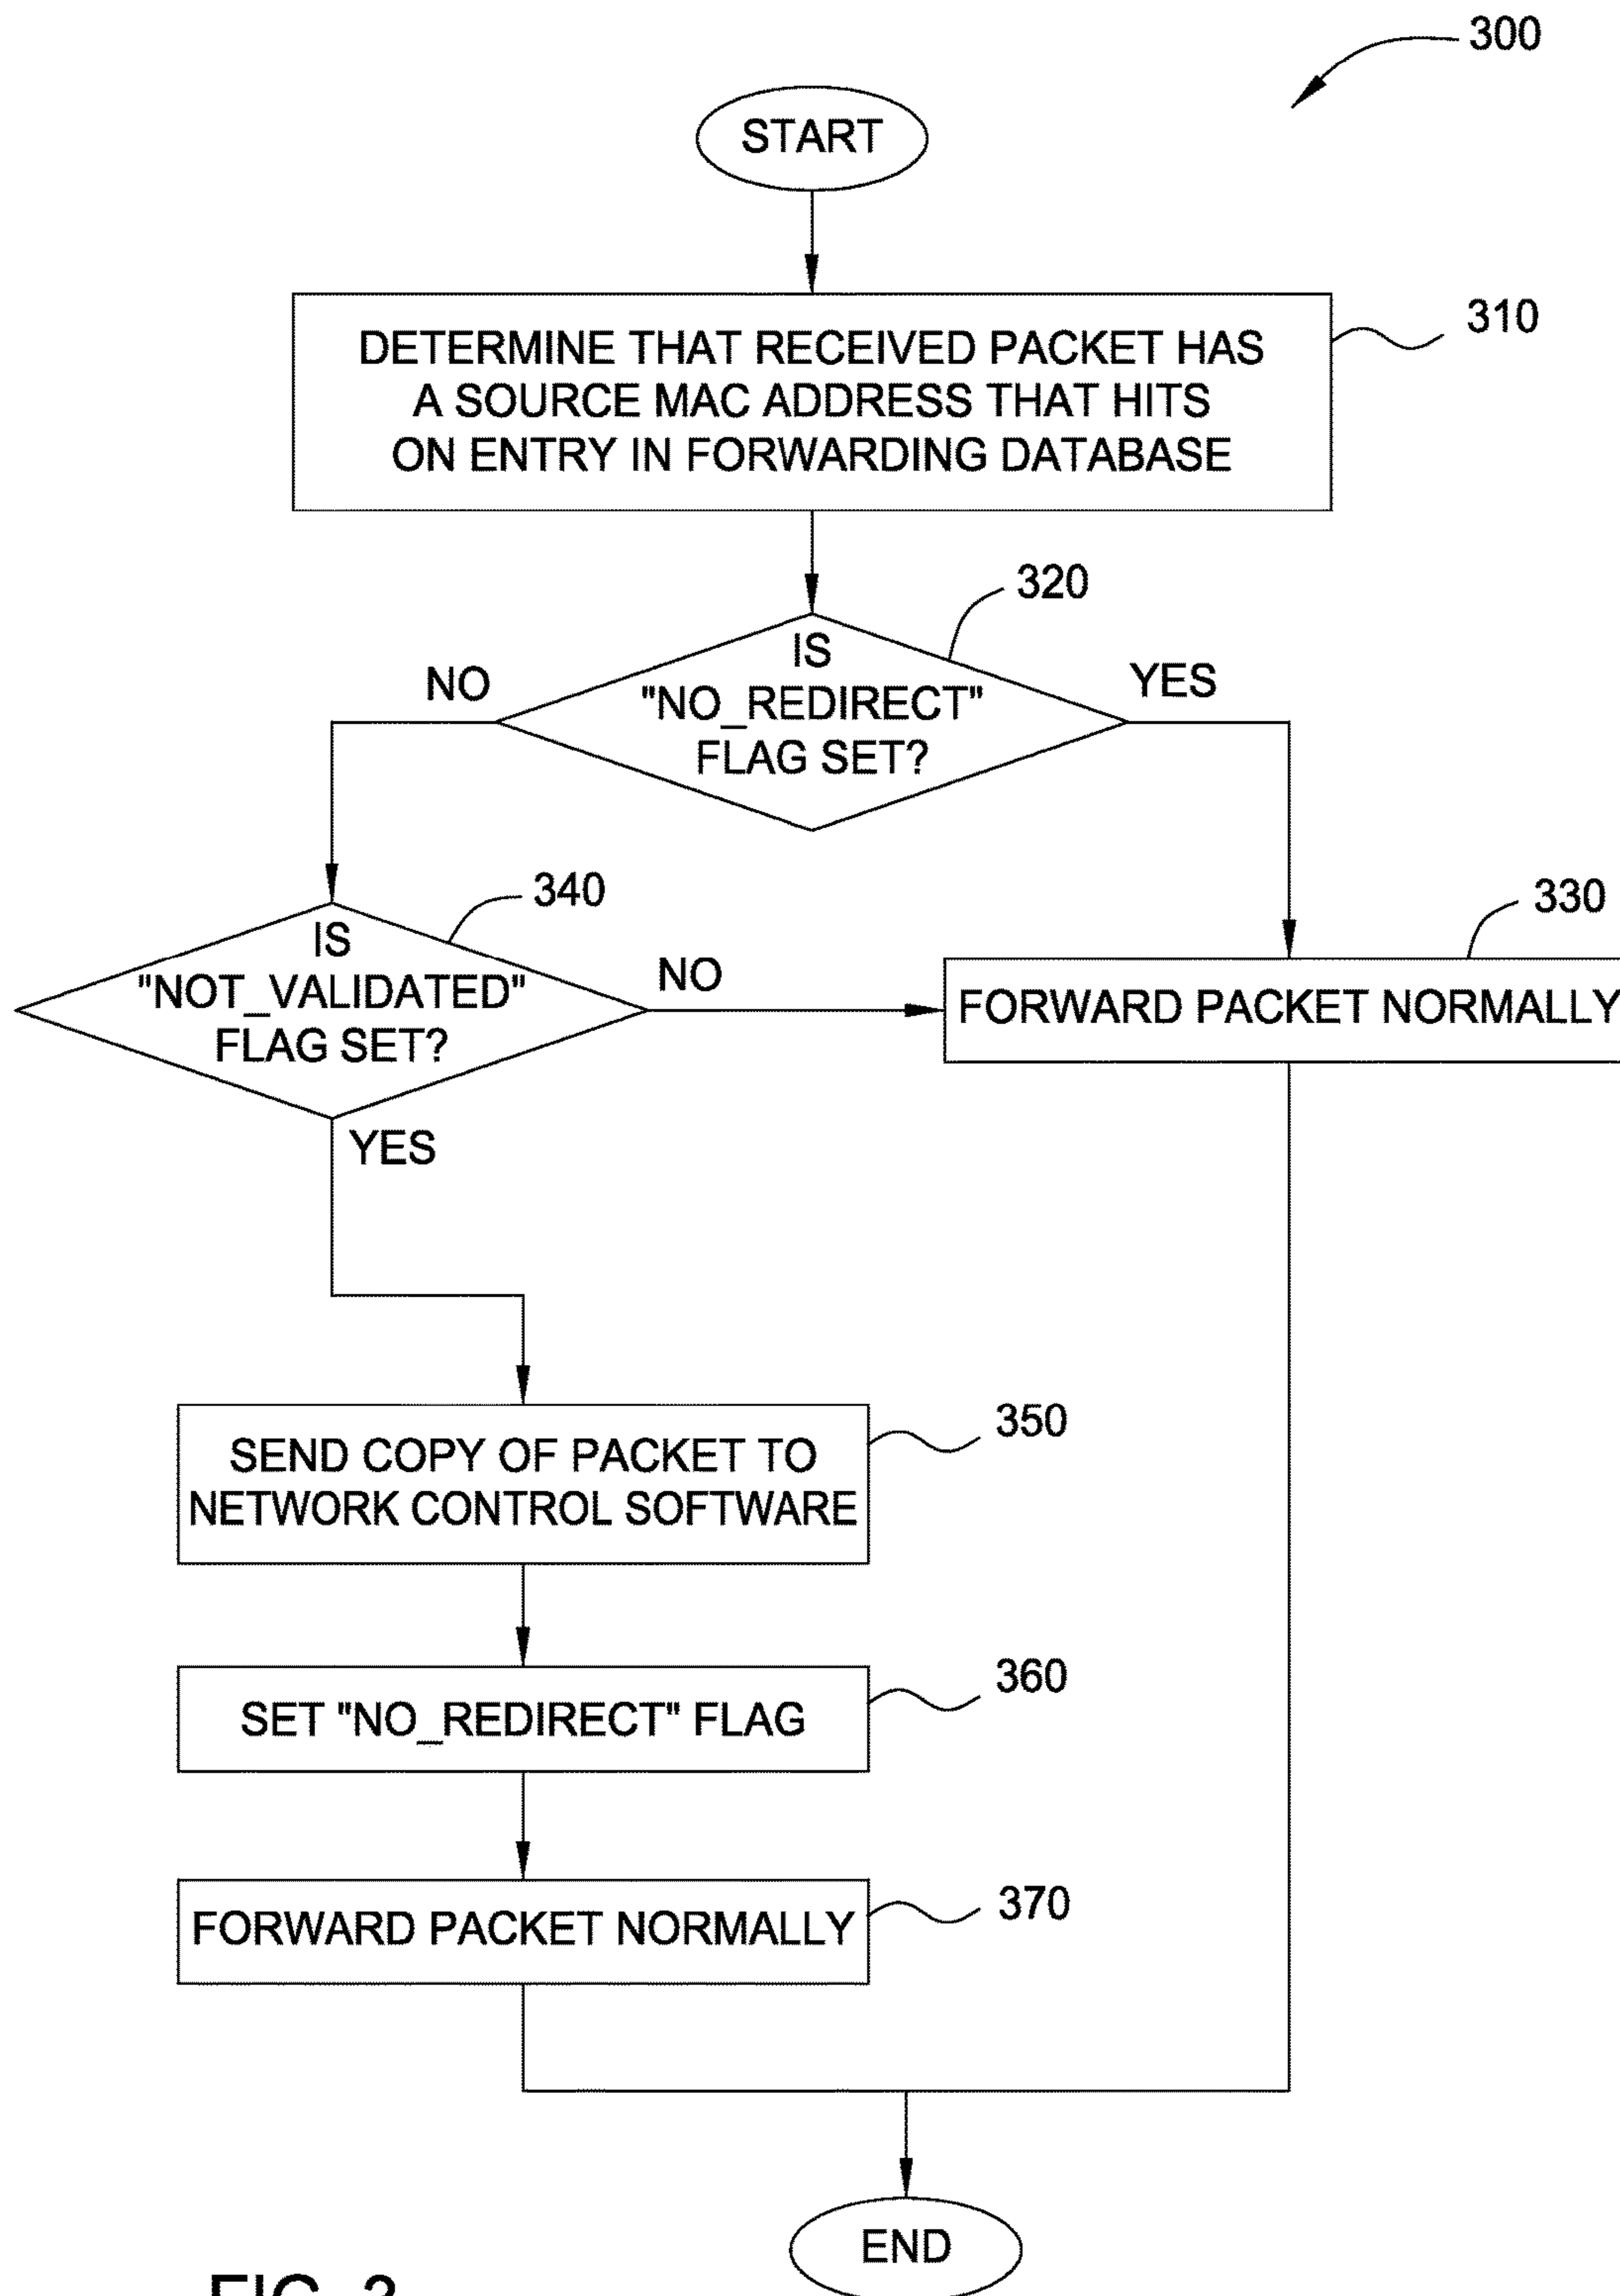 300
START
DETERMINE THAT RECEIVED PACKET HAS
A SOURCE MAC ADDRESS THAT HITS
ON ENTRY IN FORWARDING DATABASE
310
320
IS
"NO_REDIRECT"
FLAG SET?
NO
YES
340
IS
"NOT_VALIDATED"
FLAG SET?
NO
YES
330
FORWARD PACKET NORMALLY
SEND COPY OF PACKET TO
NETWORK CONTROL SOFTWARE
350
SET "NO_REDIRECT" FLAG
360
FORWARD PACKET NORMALLY
370
END
FIG.